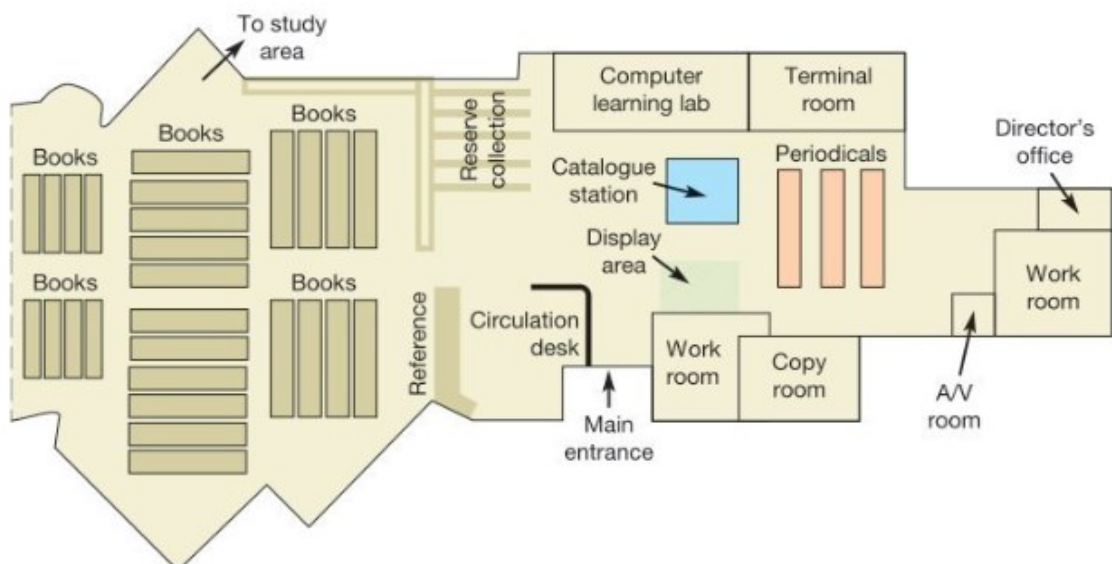 To study
area
Books
Books
Books
Books
Books
Books
Reserve
collection
Reference
Circulation
desk
Main
entrance
Computer
learning lab
Terminal
room
Catalogue
station
Display
area
Periodicals
Work
room
Copy
room
Director's
office
Work
room
A/V
room